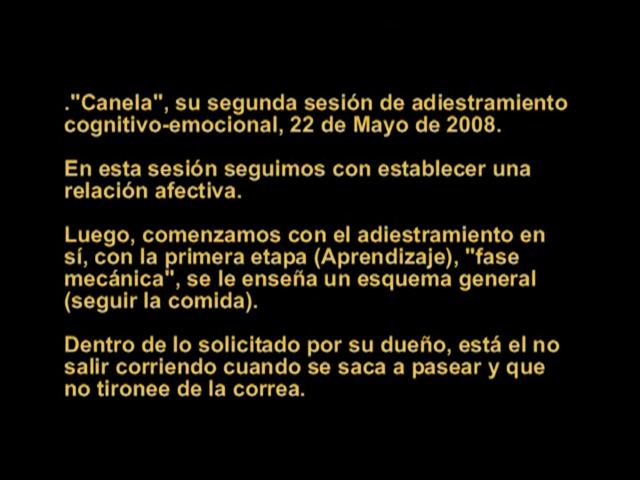 ."Canela", su segunda sesión de adiestramiento
cognitivo-emocional, 22 de Mayo de 2008.
En esta sesión seguimos con establecer una
relación afectiva.
Luego, comenzamos con el adiestramiento en
sí, con la primera etapa (Aprendizaje), "fase
mecánica", se le enseña un esquema general
(seguir la comida).
Dentro de lo solicitado por su dueño, está el no
salir corriendo cuando se saca a pasear y que
no tironee de la correa.